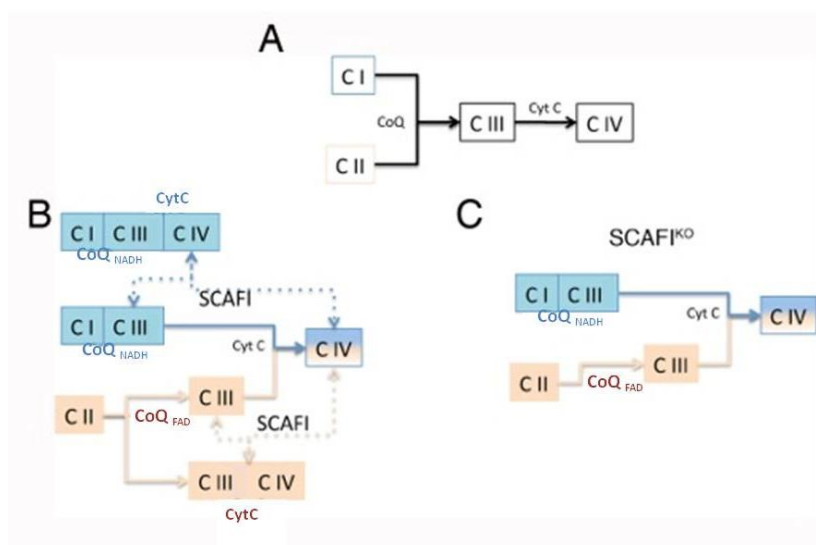 A
C I
CoQ
C III
Cyt C
C IV
C II
B
CytC
C I C III C IV
CoQ NADH
SCAFI
C I C III
CoQ NADH
Cyt C
C IV
C III
C II
CoQ FAD
SCAFI
C III C IV
CytC
C
SCAFIᴷᴼ
C I C III
CoQ NADH
Cyt C
C IV
C III
C II
CoQ FAD